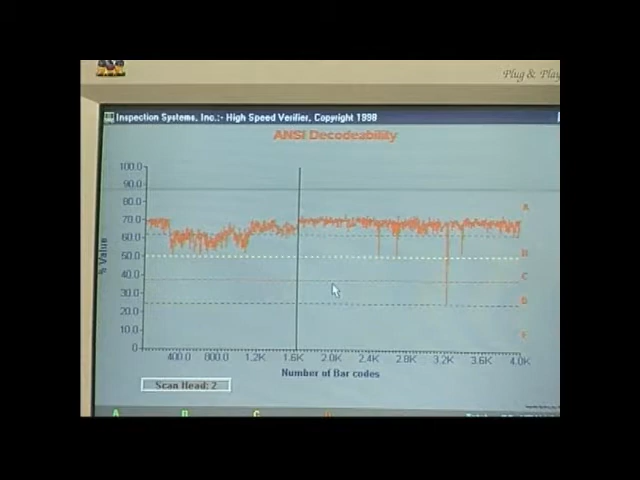 Plug & Play
Inspection Systems, Inc.:- High Speed Verifier, Copyright 1998
ANSI Decodeability
100.0
90.0
80.0
70.0
60.0
50.0
40.0
30.0
20.0
10.0
0
% Value
A
B
C
D
F
400.0 800.0 1.2K 1.6K 2.0K 2.4K 2.8K 3.2K 3.6K 4.0K
Number of Bar codes
Scan Head: 2
A B C D